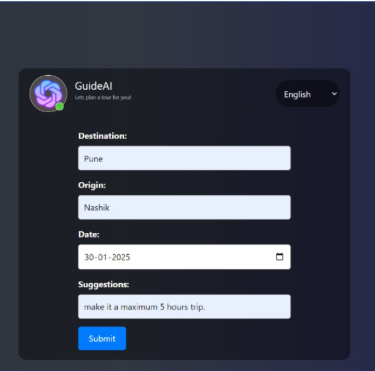 GuideAI
Lets plan a tour for you!
English
Destination:
Pune
Origin:
Nashik
Date:
30-01-2025
Suggestions:
make it a maximum 5 hours trip.
Submit